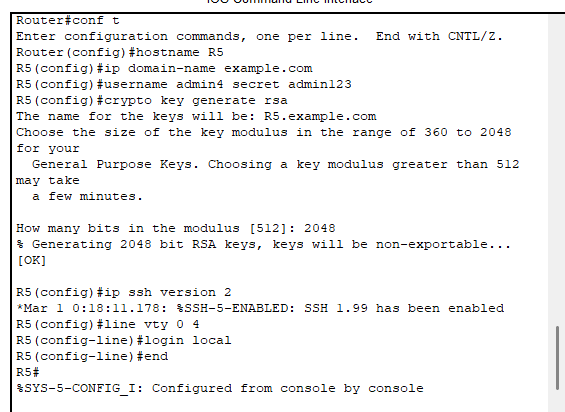 IOS Command Line Interface
Router#conf t
Enter configuration commands, one per line.  End with CNTL/Z.
Router(config)#hostname R5
R5(config)#ip domain-name example.com
R5(config)#username admin4 secret admin123
R5(config)#crypto key generate rsa
The name for the keys will be: R5.example.com
Choose the size of the key modulus in the range of 360 to 2048
for your
  General Purpose Keys. Choosing a key modulus greater than 512
may take
  a few minutes.

How many bits in the modulus [512]: 2048
% Generating 2048 bit RSA keys, keys will be non-exportable...
[OK]

R5(config)#ip ssh version 2
*Mar 1 0:18:11.178: %SSH-5-ENABLED: SSH 1.99 has been enabled
R5(config)#line vty 0 4
R5(config-line)#login local
R5(config-line)#end
R5#
%SYS-5-CONFIG_I: Configured from console by console